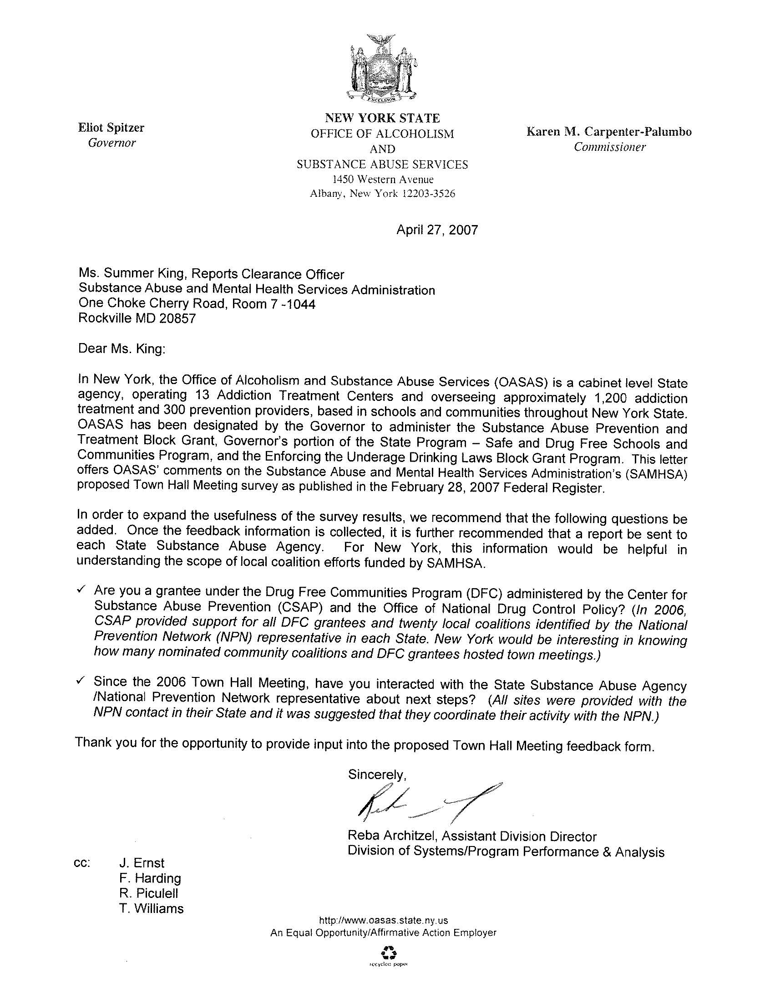 EXCELSIOR
NEW YORK STATE
OFFICE OF ALCOHOLISM
AND
SUBSTANCE ABUSE SERVICES
1450 Western Avenue
Albany, New York 12203-3526
Eliot Spitzer
Governor
Karen M. Carpenter-Palumbo
Commissioner
April 27, 2007
Ms. Summer King, Reports Clearance Officer
Substance Abuse and Mental Health Services Administration
One Choke Cherry Road, Room 7 -1044
Rockville MD 20857
Dear Ms. King:
In New York, the Office of Alcoholism and Substance Abuse Services (OASAS) is a cabinet level State
agency, operating 13 Addiction Treatment Centers and overseeing approximately 1,200 addiction
treatment and 300 prevention providers, based in schools and communities throughout New York State.
OASAS has been designated by the Governor to administer the Substance Abuse Prevention and
Treatment Block Grant, Governor's portion of the State Program – Safe and Drug Free Schools and
Communities Program, and the Enforcing the Underage Drinking Laws Block Grant Program. This letter
offers OASAS' comments on the Substance Abuse and Mental Health Services Administration's (SAMHSA)
proposed Town Hall Meeting survey as published in the February 28, 2007 Federal Register.
In order to expand the usefulness of the survey results, we recommend that the following questions be
added. Once the feedback information is collected, it is further recommended that a report be sent to
each State Substance Abuse Agency. For New York, this information would be helpful in
understanding the scope of local coalition efforts funded by SAMHSA.
✓ Are you a grantee under the Drug Free Communities Program (DFC) administered by the Center for
Substance Abuse Prevention (CSAP) and the Office of National Drug Control Policy? (In 2006,
CSAP provided support for all DFC grantees and twenty local coalitions identified by the National
Prevention Network (NPN) representative in each State. New York would be interesting in knowing
how many nominated community coalitions and DFC grantees hosted town meetings.)
✓ Since the 2006 Town Hall Meeting, have you interacted with the State Substance Abuse Agency
/National Prevention Network representative about next steps? (All sites were provided with the
NPN contact in their State and it was suggested that they coordinate their activity with the NPN.)
Thank you for the opportunity to provide input into the proposed Town Hall Meeting feedback form.
Sincerely,
Reba Architzel, Assistant Division Director
Division of Systems/Program Performance & Analysis
cc: J. Ernst
F. Harding
R. Piculell
T. Williams
http://www.oasas.state.ny.us
An Equal Opportunity/Affirmative Action Employer
recycled paper